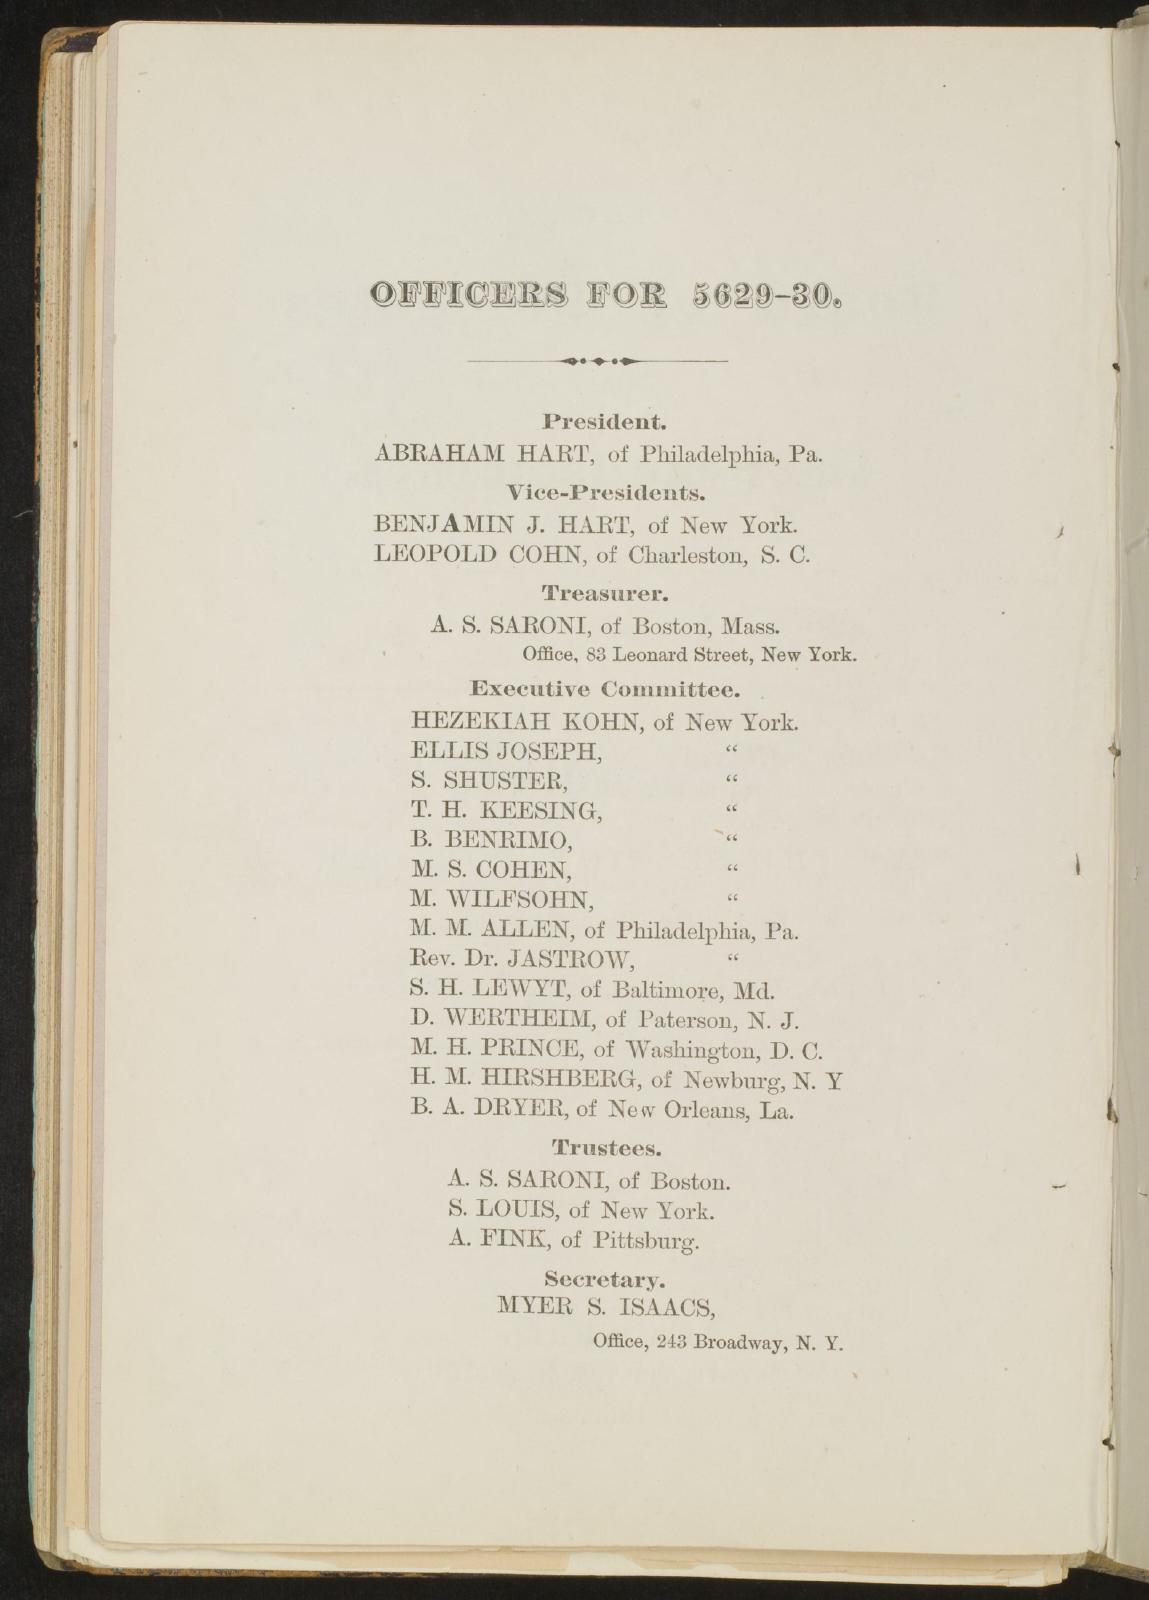 OFFICERS FOR 5629-30.
President.
ABRAHAM HART, of Philadelphia, Pa.
Vice-Presidents.
BENJAMIN J. HART, of New York.
LEOPOLD COHN, of Charleston, S. C.
Treasurer.
A. S. SARONI, of Boston, Mass.
Office, 83 Leonard Street, New York.
Executive Committee.
HEZEKIAH KOHN, of New York.
ELLIS JOSEPH, “
S. SHUSTER, “
T. H. KEESING, “
B. BENRIMO, “
M. S. COHEN, “
M. WILFSOHN, “
M. M. ALLEN, of Philadelphia, Pa.
Rev. Dr. JASTROW, “
S. H. LEWYT, of Baltimore, Md.
D. WERTHEIM, of Paterson, N. J.
M. H. PRINCE, of Washington, D. C.
H. M. HIRSHBERG, of Newburg, N. Y
B. A. DRYER, of New Orleans, La.
Trustees.
A. S. SARONI, of Boston.
S. LOUIS, of New York.
A. FINK, of Pittsburg.
Secretary.
MYER S. ISAACS,
Office, 243 Broadway, N. Y.